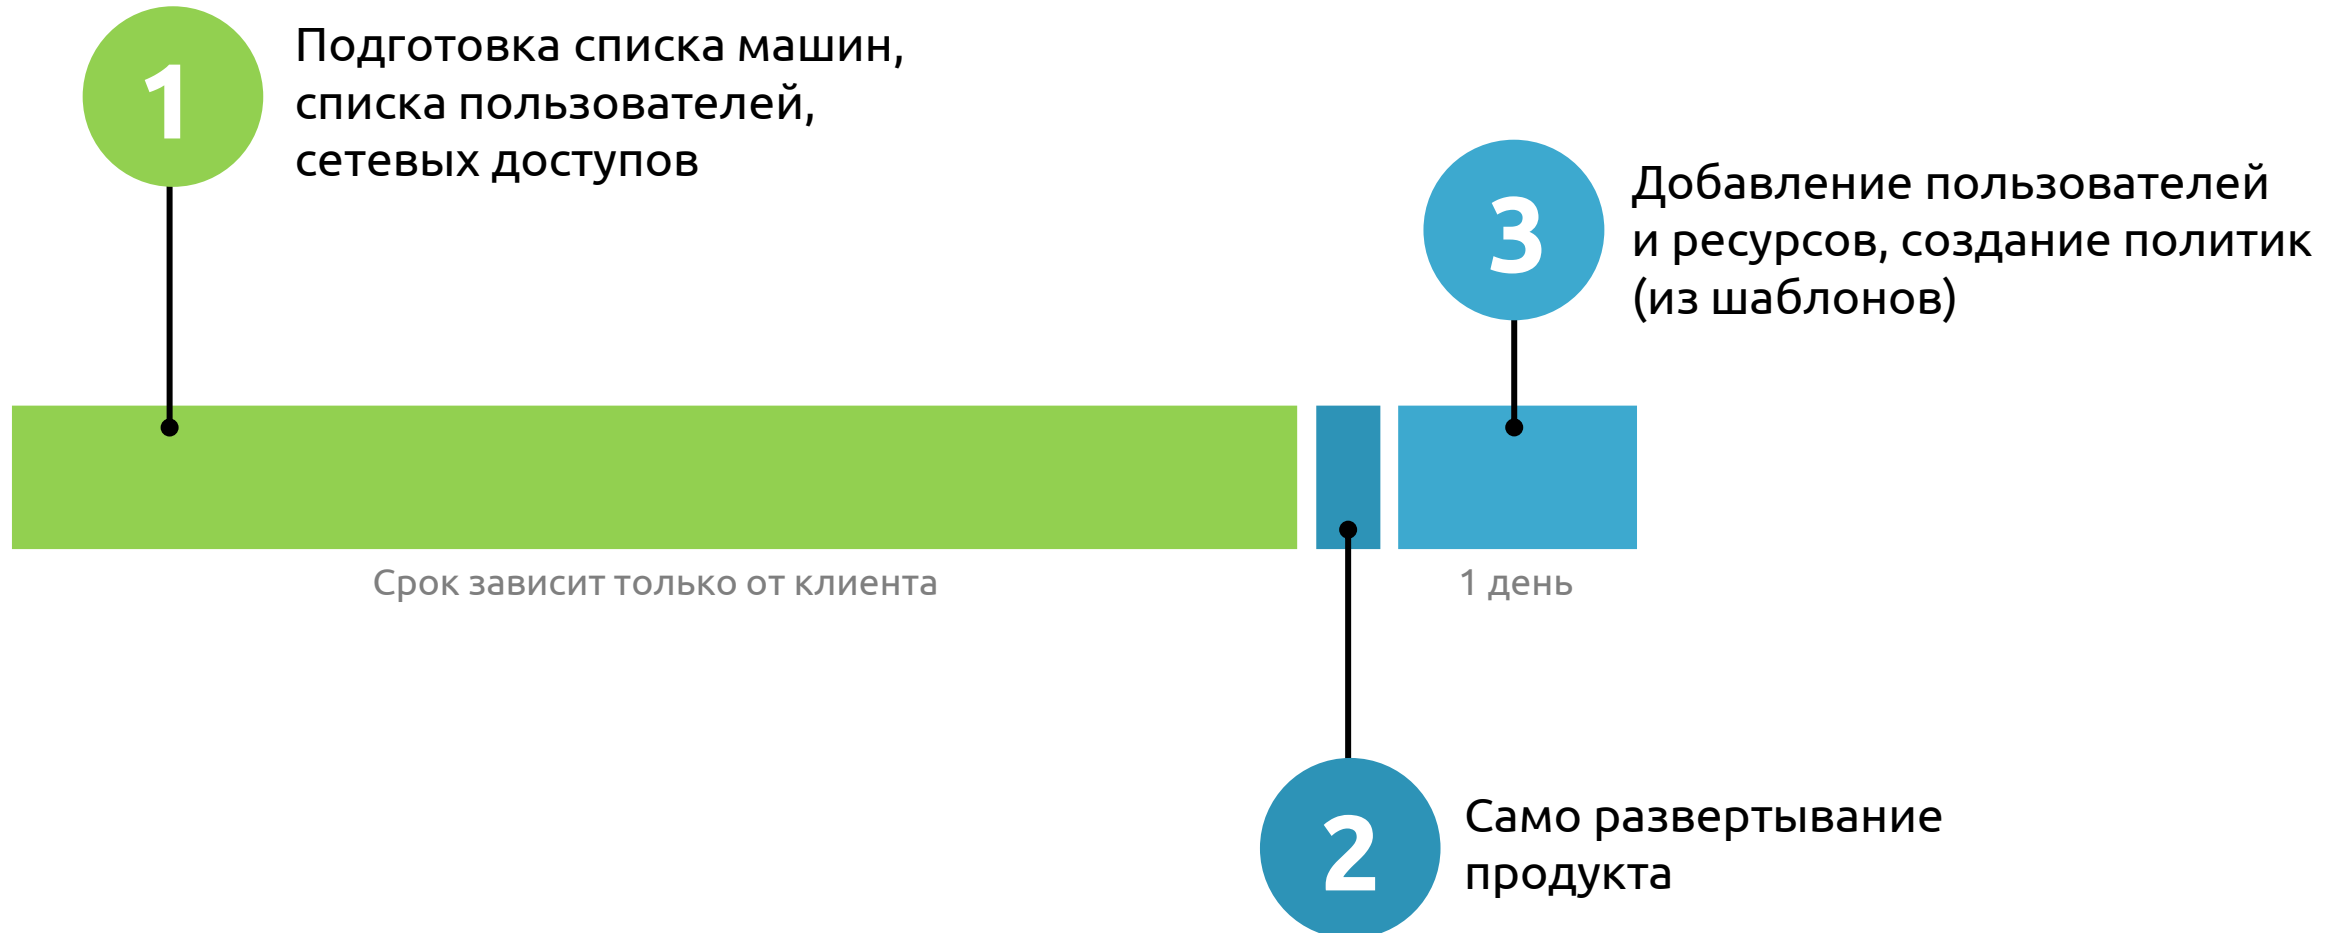 1
Подготовка списка машин,
списка пользователей,
сетевых доступов
3
Добавление пользователей
и ресурсов, создание политик
(из шаблонов)
Срок зависит только от клиента
1 день
2
Само развертывание
продукта